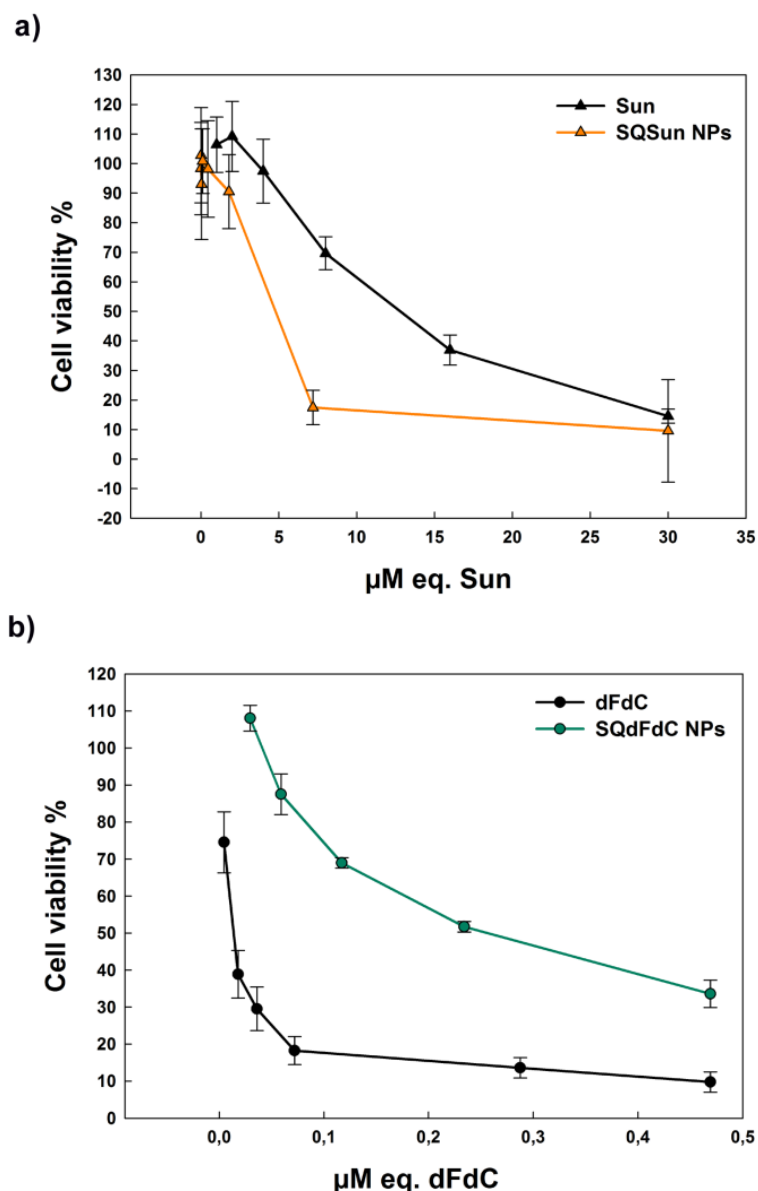 a)
130
120
110
100
90
80
70
60
50
40
30
20
10
0
-10
-20
Cell viability %
Sun
SQSun NPs
0 5 10 15 20 25 30 35
µM eq. Sun
b)
120
110
100
90
80
70
60
50
40
30
20
10
0
Cell viability %
dFdC
SQdFdC NPs
0,0 0,1 0,2 0,3 0,4 0,5
µM eq. dFdC